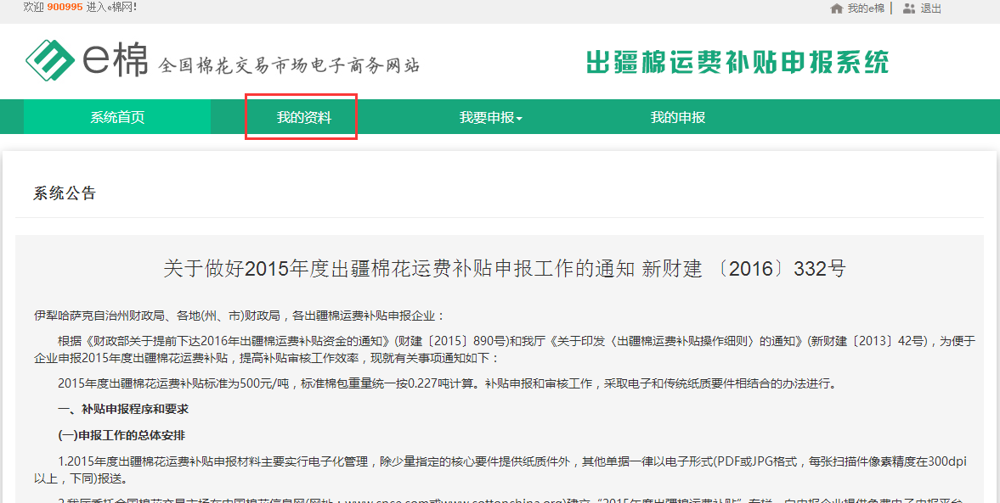 欢迎 900995 进入e棉网!
我的e棉 退出
e棉 全国棉花交易市场电子商务网站
出疆棉运费补贴申报系统
系统首页 我的资料 我要申报 我的申报
系统公告
关于做好2015年度出疆棉花运费补贴申报工作的通知 新财建 〔2016〕332号
伊犁哈萨克自治州财政局、各地(州、市)财政局，各出疆棉运费补贴申报企业：
根据《财政部关于提前下达2016年出疆棉运费补贴资金的通知》(财建〔2015〕890号)和我厅《关于印发〈出疆棉运费补贴操作细则〉的通知》(新财建〔2013〕42号)，为便于
企业申报2015年度出疆棉花运费补贴，提高补贴审核工作效率，现就有关事项通知如下：
2015年度出疆棉花运费补贴标准为500元/吨，标准棉包重量统一按0.227吨计算。补贴申报和审核工作，采取电子和传统纸质要件相结合的办法进行。
一、补贴申报程序和要求
(一)申报工作的总体安排
1.2015年度出疆棉花运费补贴申报材料主要实行电子化管理，除少量指定的核心要件提供纸质件外，其他单据一律以电子形式(PDF或JPG格式，每张扫描件像素精度在300dpi
以上，下同)报送。
2.我厅委托全国棉花交易市场在中国棉花信息网(网址：www.cnce.com或www.cottonchina.org)建立“2015年度出疆棉运费补贴”专栏，向申报企业提供免费电子申报平台